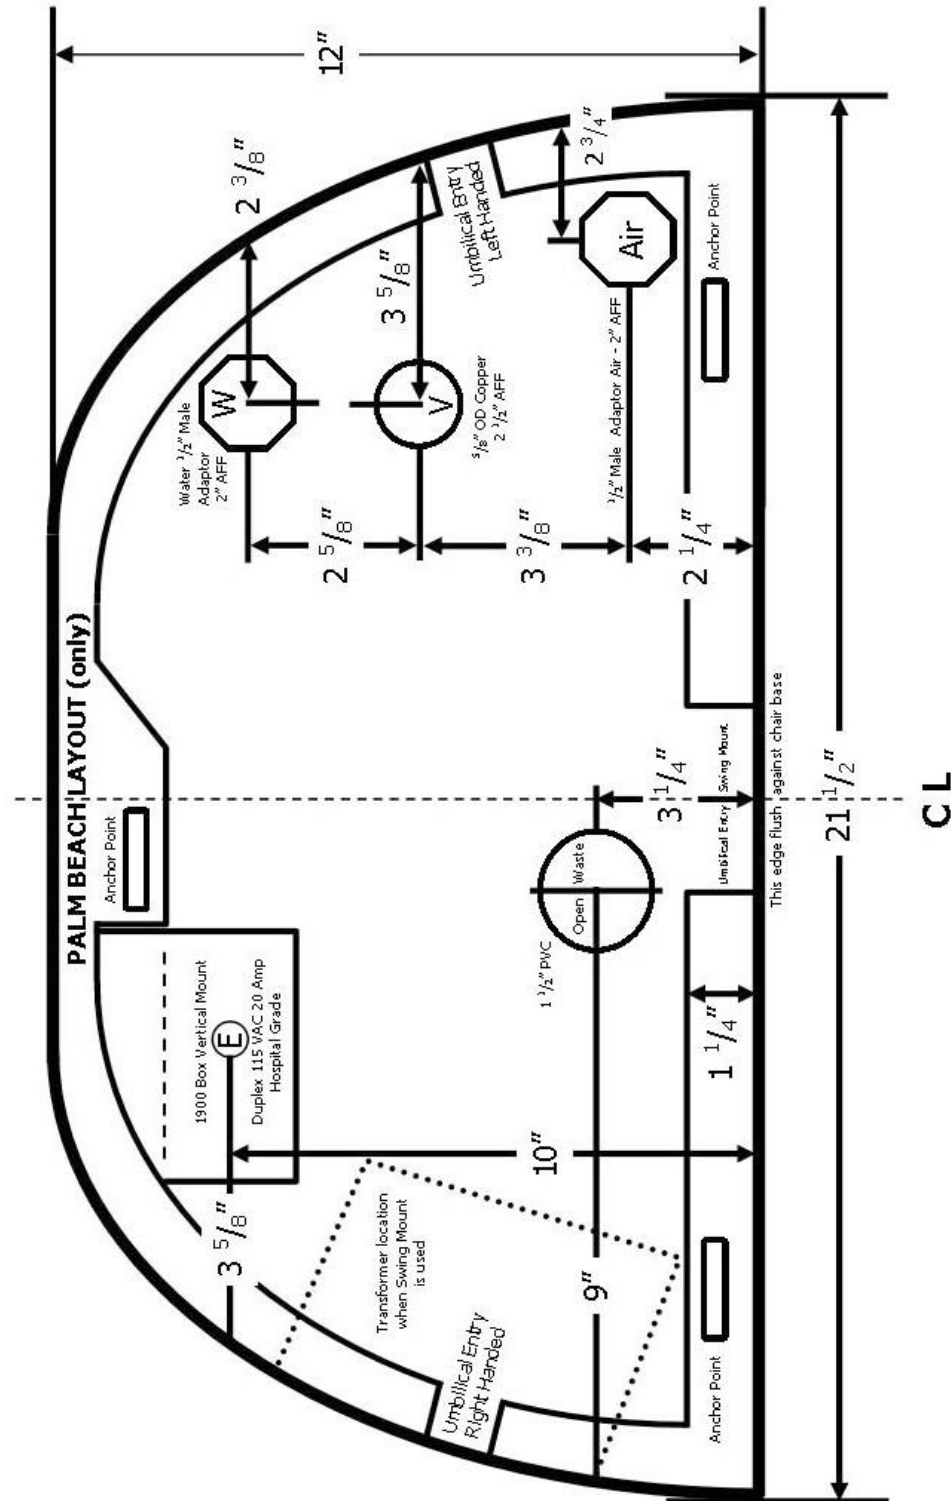 PALM BEACH LAYOUT (only)
12"
Anchor Point
1900 Box Vertical Mount
E
Duplex 115 VAC 20 Amp
Hospital Grade
3 5/8"
10"
Transformer location
when Swing Mount
is used
Umbilical Entry
Right Handed
9"
1 1/2" PVC
Open Waste
3 1/4"
1 1/4"
Anchor Point
Umbilical Entry Swing Mount
Water 1/2" Male
Adaptor
2" AFF
W
2 3/8"
2 5/8"
V
3 5/8"
5/8" OD Copper
2 1/2" AFF
Umbilical Entry
Left Handed
3 3/8"
1/2" Male Adaptor Air - 2" AFF
Air
2 3/4"
2 1/4"
Anchor Point
This edge flush against chair base
21 1/2"
C L